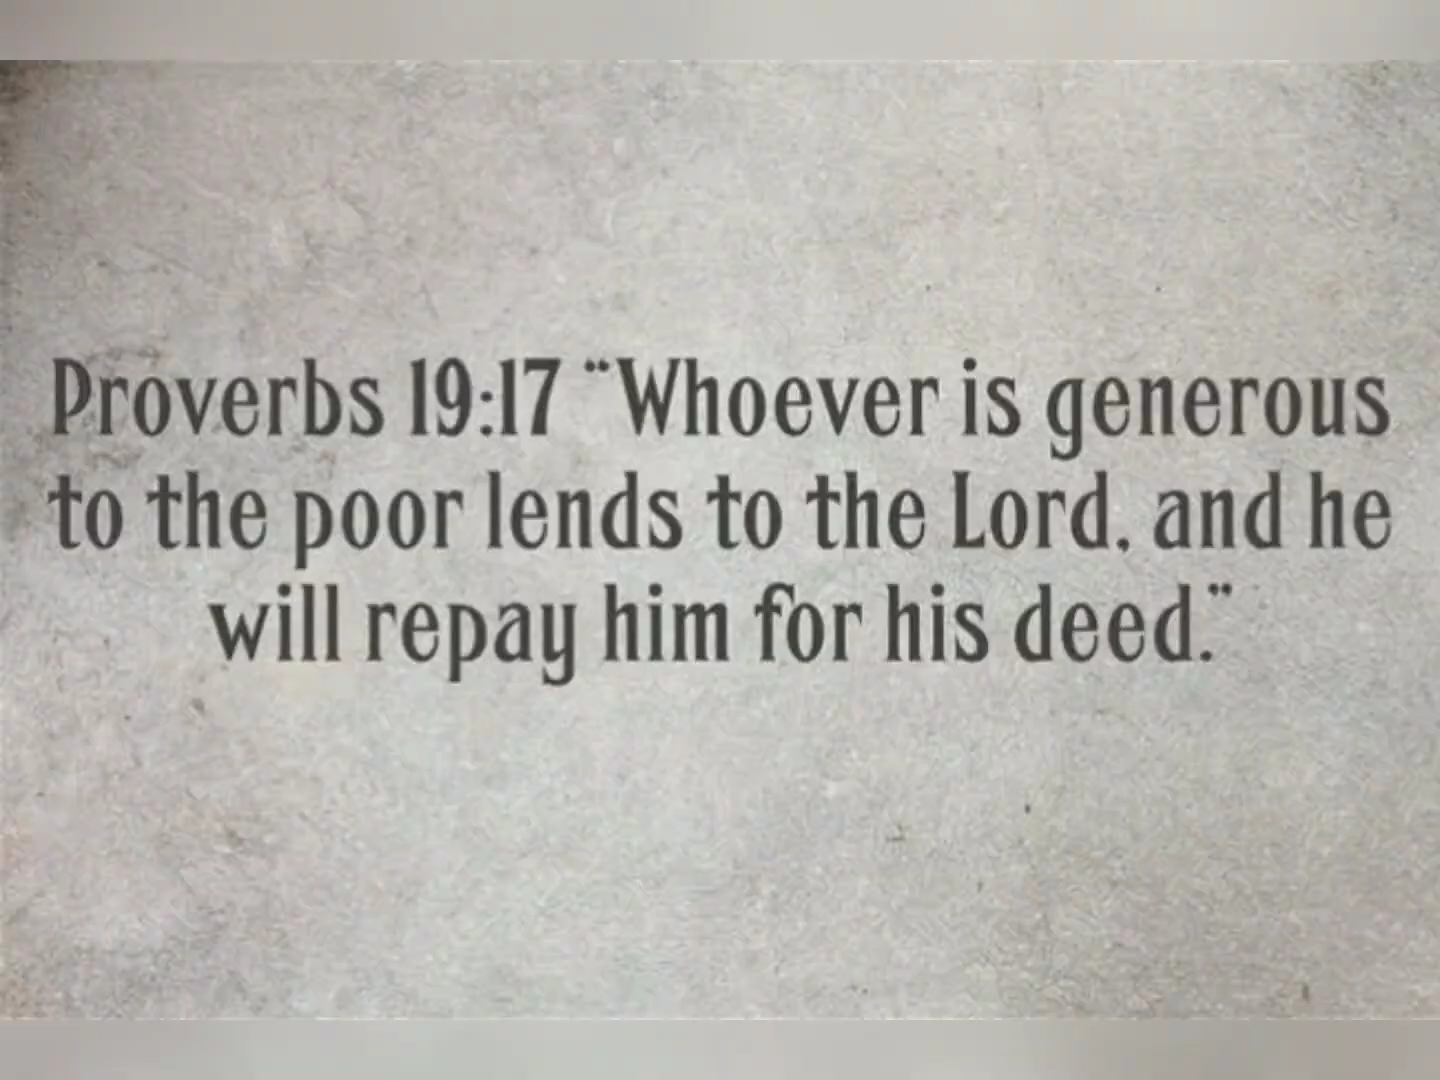 Proverbs 19:17 "Whoever is generous
to the poor lends to the Lord, and he
will repay him for his deed."